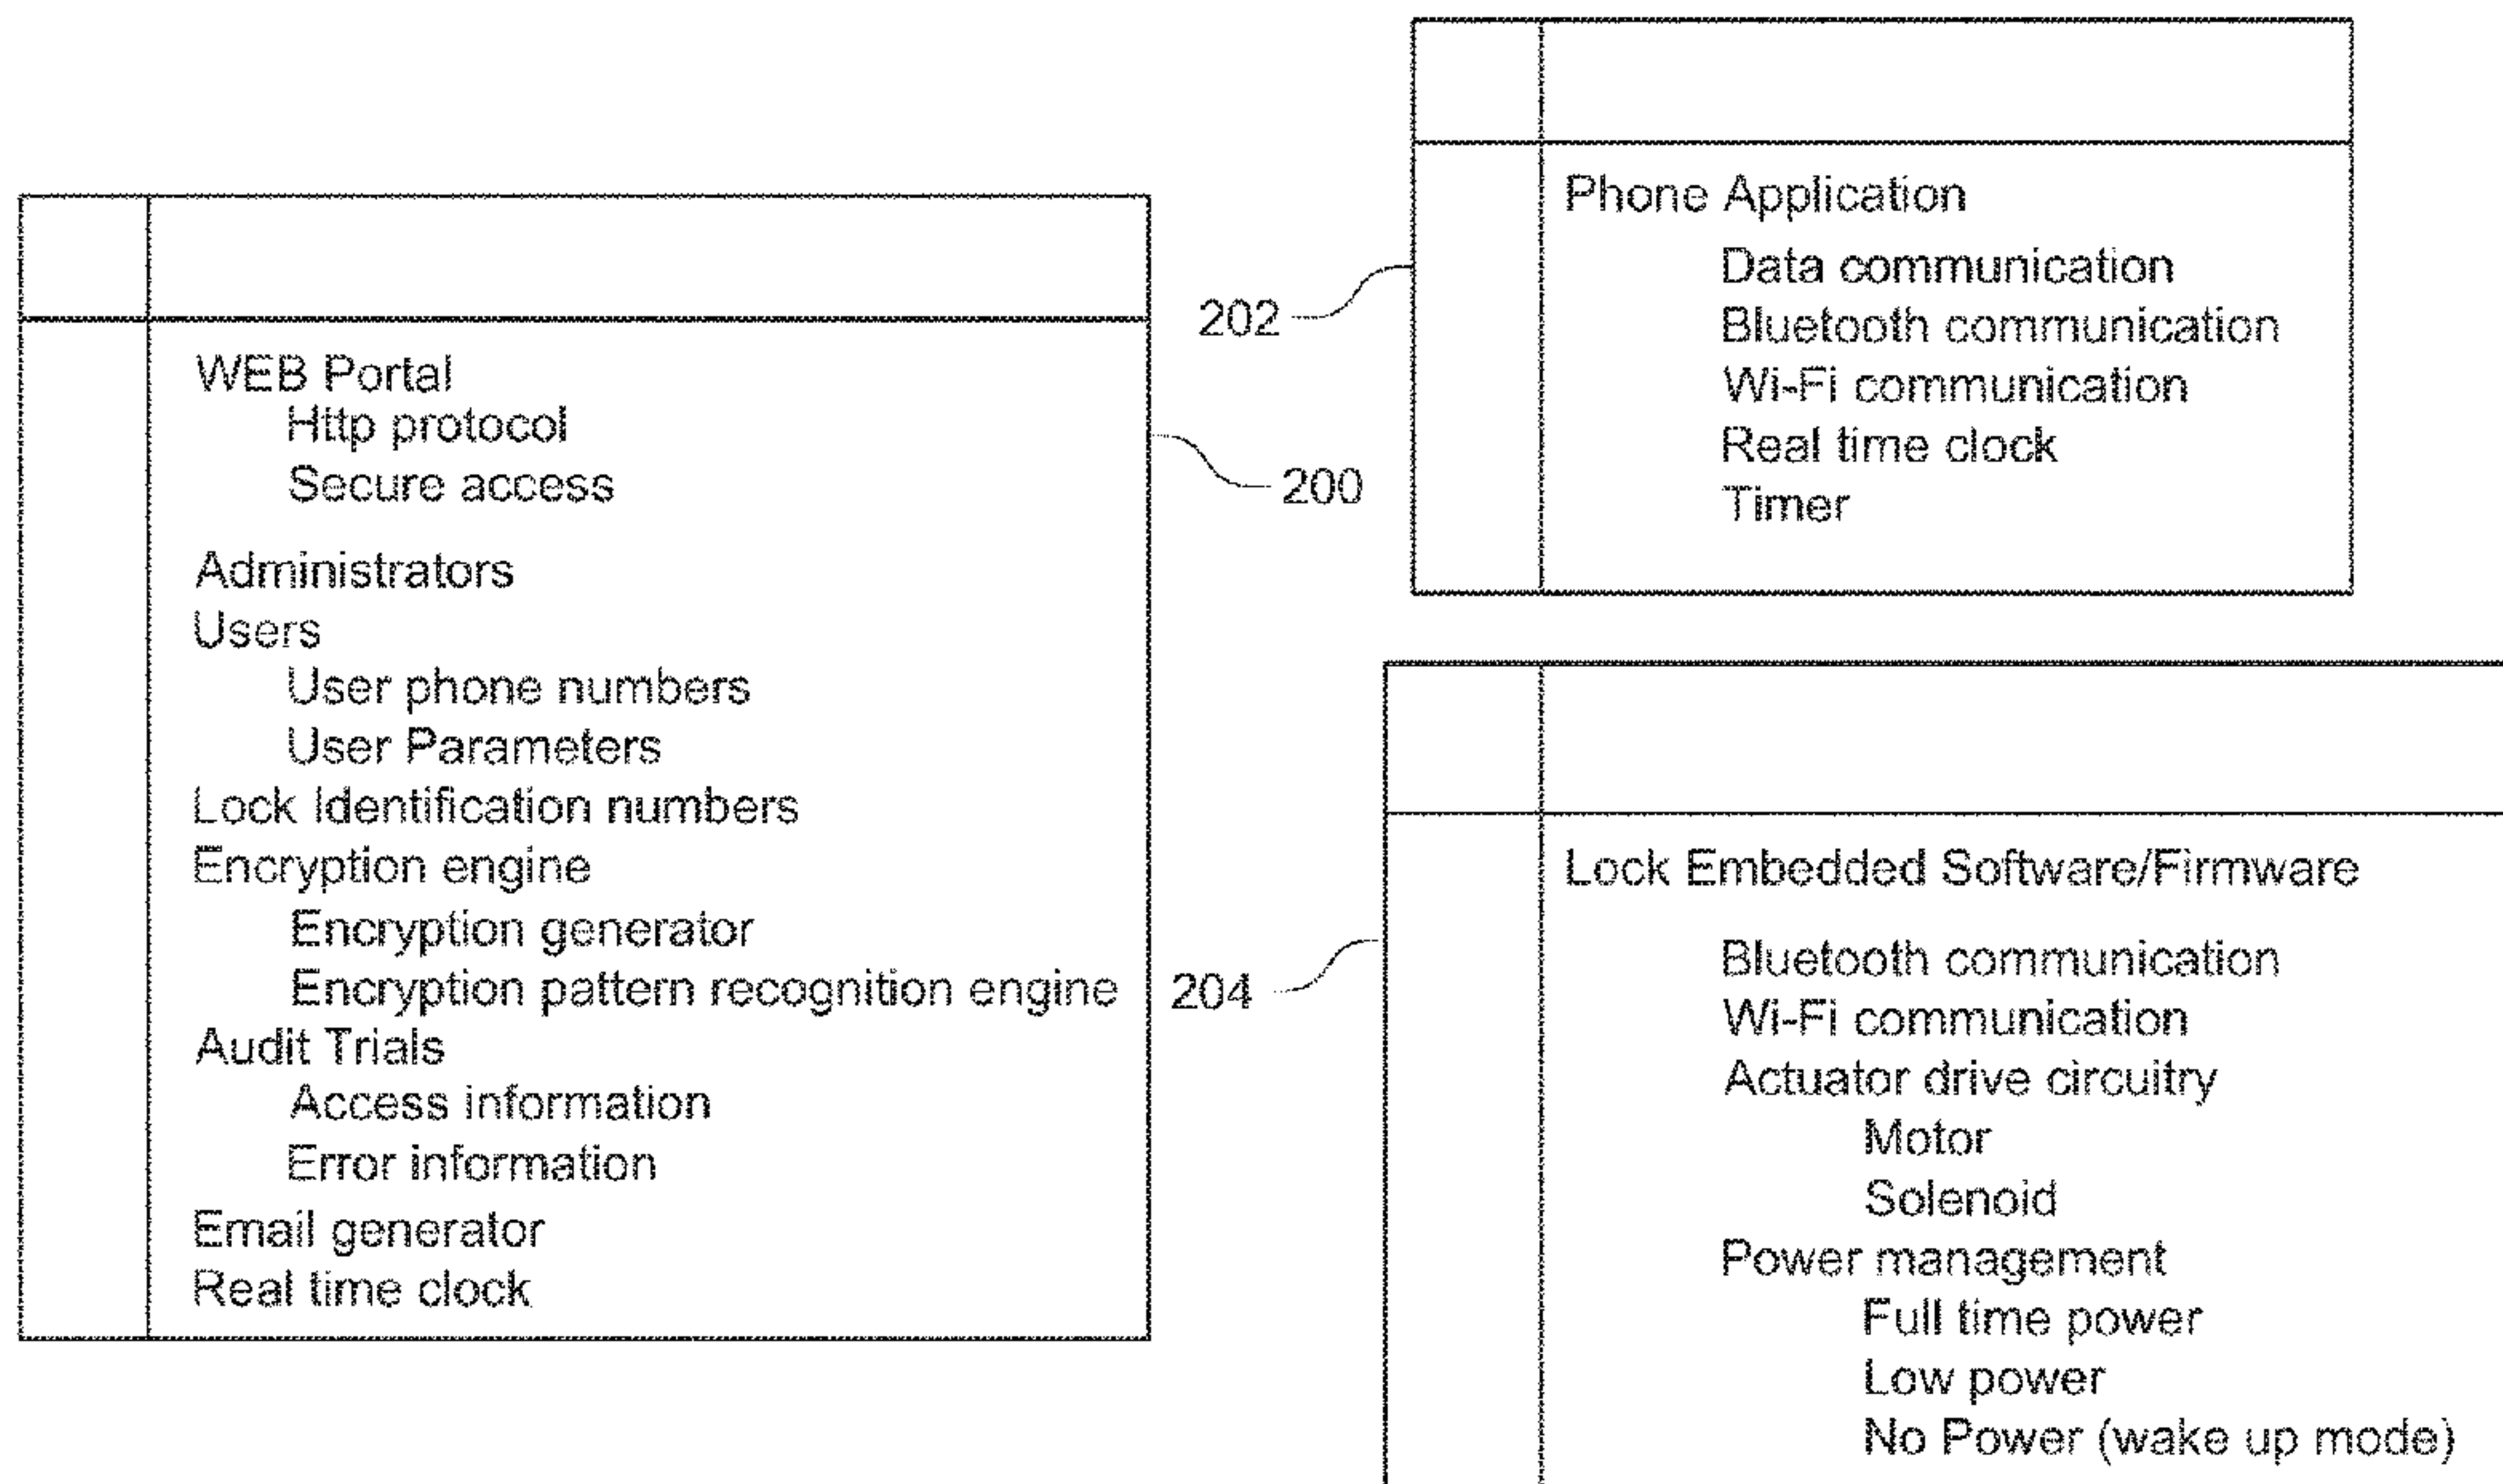 WEB Portal
Http protocol
Secure access
Administrators
Users
User phone numbers
User Parameters
Lock Identification numbers
Encryption engine
Encryption generator
Encryption pattern recognition engine
Audit Trials
Access information
Error information
Email generator
Real time clock
200
202
Phone Application
Data communication
Bluetooth communication
Wi-Fi communication
Real time clock
Timer
204
Lock Embedded Software/Firmware
Bluetooth communication
Wi-Fi communication
Actuator drive circuitry
Motor
Solenoid
Power management
Full time power
Low power
No Power (wake up mode)